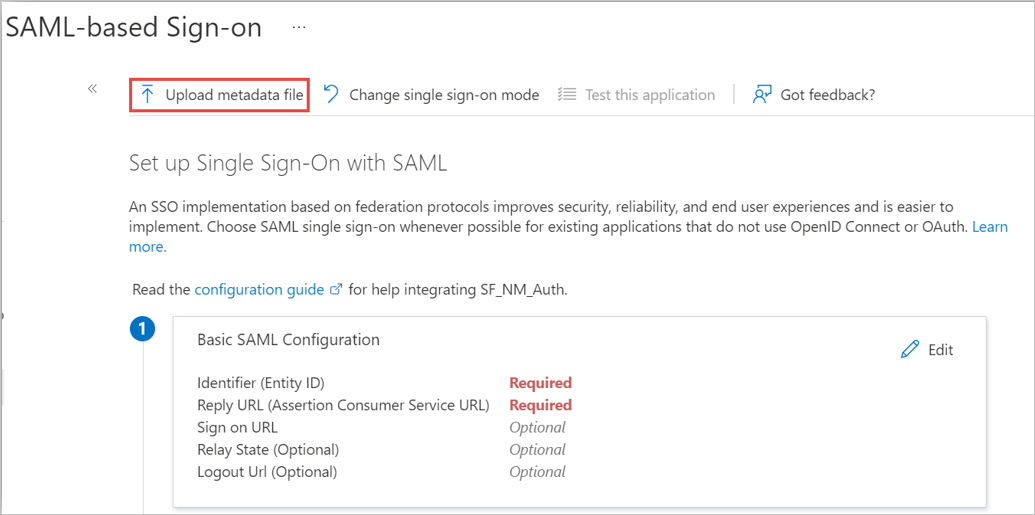 SAML-based Sign-on ...
« Upload metadata file Change single sign-on mode Test this application Got feedback?
Set up Single Sign-On with SAML
An SSO implementation based on federation protocols improves security, reliability, and end user experiences and is easier to
implement. Choose SAML single sign-on whenever possible for existing applications that do not use OpenID Connect or OAuth. Learn
more.
Read the configuration guide for help integrating SF_NM_Auth.
1
Basic SAML Configuration
Edit
Identifier (Entity ID) Required
Reply URL (Assertion Consumer Service URL) Required
Sign on URL Optional
Relay State (Optional) Optional
Logout Url (Optional) Optional